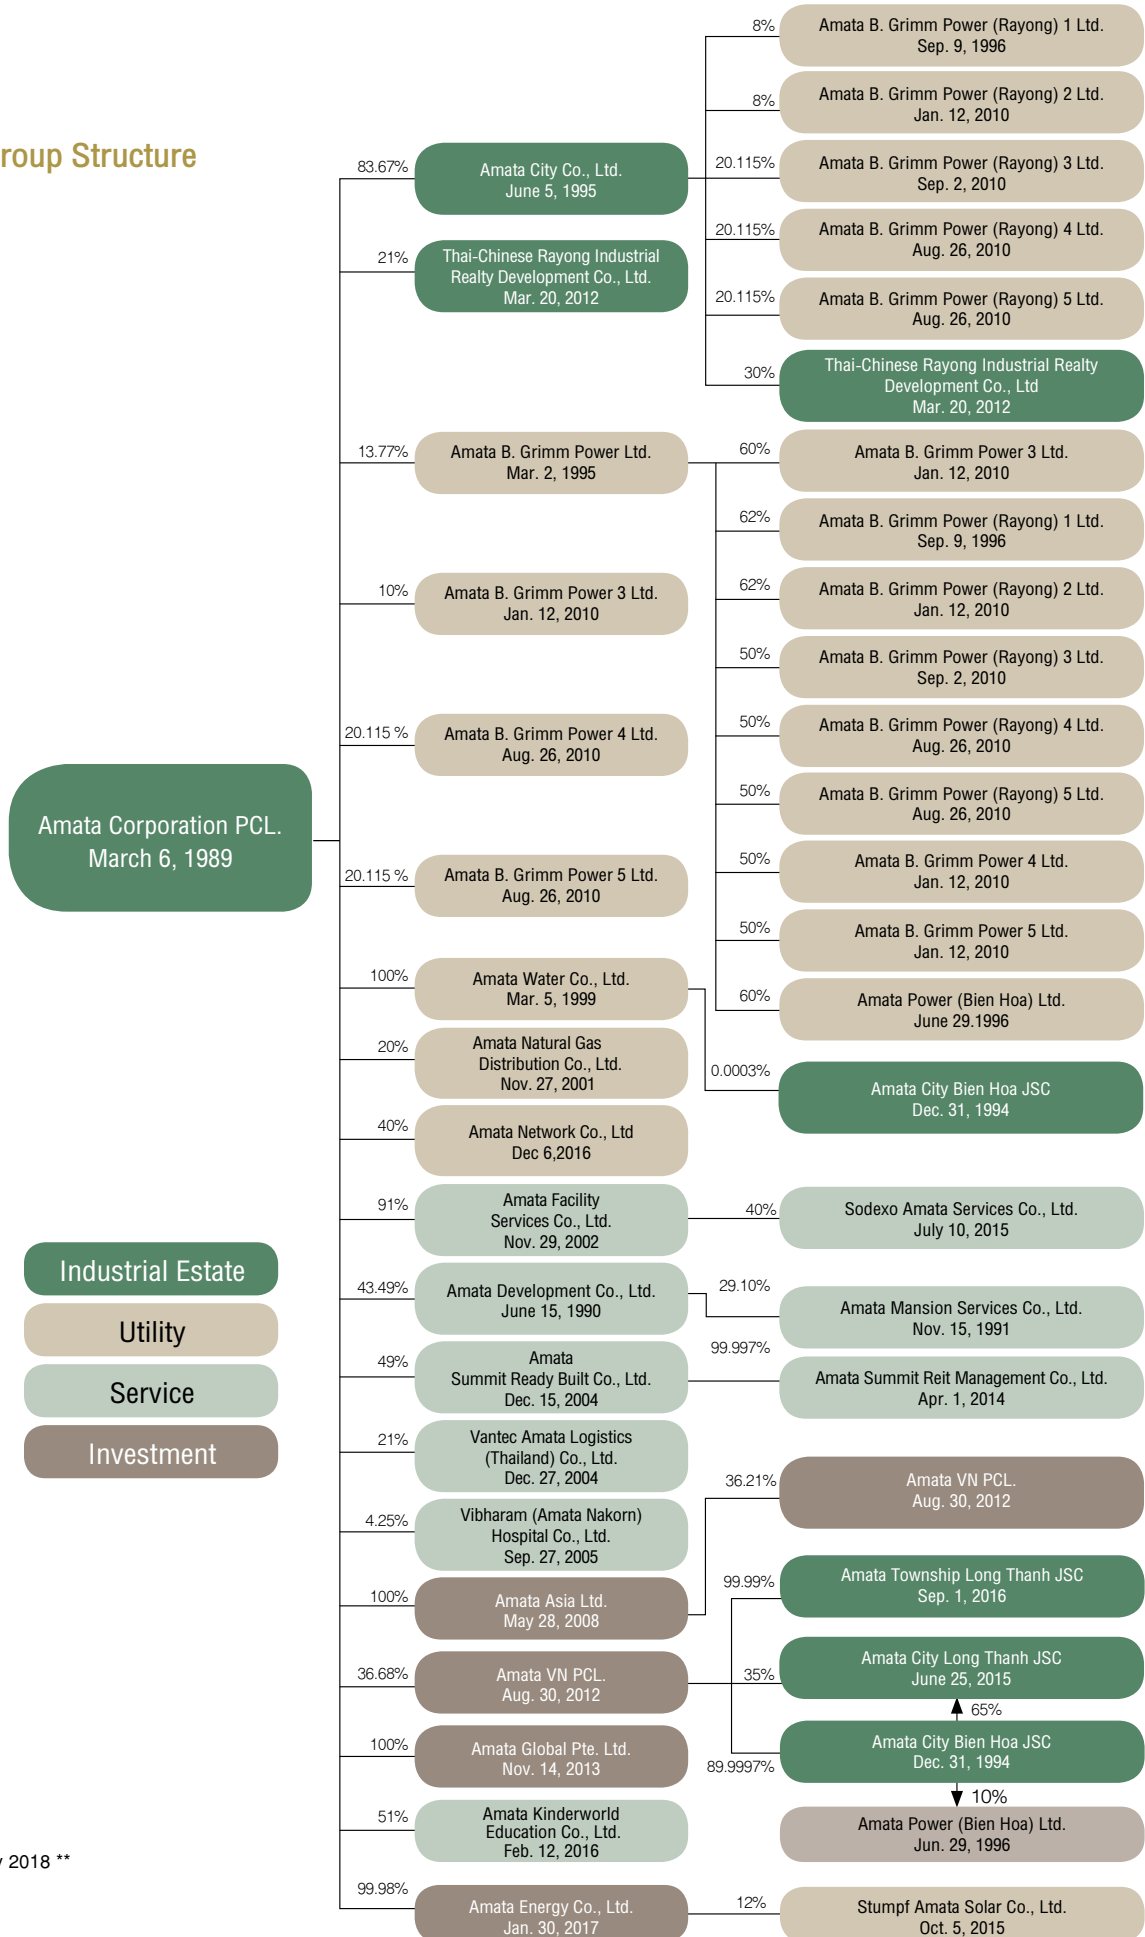 roup Structure
Amata Corporation PCL.
March 6, 1989
Industrial Estate
Utility
Service
Investment
2018 **
83.67%
Amata City Co., Ltd.
June 5, 1995
21%
Thai-Chinese Rayong Industrial
Realty Development Co., Ltd.
Mar. 20, 2012
13.77%
Amata B. Grimm Power Ltd.
Mar. 2, 1995
10%
Amata B. Grimm Power 3 Ltd.
Jan. 12, 2010
20.115 %
Amata B. Grimm Power 4 Ltd.
Aug. 26, 2010
20.115 %
Amata B. Grimm Power 5 Ltd.
Aug. 26, 2010
100%
Amata Water Co., Ltd.
Mar. 5, 1999
20%
Amata Natural Gas
Distribution Co., Ltd.
Nov. 27, 2001
40%
Amata Network Co., Ltd
Dec 6,2016
91%
Amata Facility
Services Co., Ltd.
Nov. 29, 2002
43.49%
Amata Development Co., Ltd.
June 15, 1990
49%
Amata
Summit Ready Built Co., Ltd.
Dec. 15, 2004
21%
Vantec Amata Logistics
(Thailand) Co., Ltd.
Dec. 27, 2004
4.25%
Vibharam (Amata Nakorn)
Hospital Co., Ltd.
Sep. 27, 2005
100%
Amata Asia Ltd.
May 28, 2008
36.68%
Amata VN PCL.
Aug. 30, 2012
100%
Amata Global Pte. Ltd.
Nov. 14, 2013
51%
Amata Kinderworld
Education Co., Ltd.
Feb. 12, 2016
99.98%
Amata Energy Co., Ltd.
Jan. 30, 2017
8%
Amata B. Grimm Power (Rayong) 1 Ltd.
Sep. 9, 1996
8%
Amata B. Grimm Power (Rayong) 2 Ltd.
Jan. 12, 2010
20.115%
Amata B. Grimm Power (Rayong) 3 Ltd.
Sep. 2, 2010
20.115%
Amata B. Grimm Power (Rayong) 4 Ltd.
Aug. 26, 2010
20.115%
Amata B. Grimm Power (Rayong) 5 Ltd.
Aug. 26, 2010
30%
Thai-Chinese Rayong Industrial Realty
Development Co., Ltd
Mar. 20, 2012
60%
Amata B. Grimm Power 3 Ltd.
Jan. 12, 2010
62%
Amata B. Grimm Power (Rayong) 1 Ltd.
Sep. 9, 1996
62%
Amata B. Grimm Power (Rayong) 2 Ltd.
Jan. 12, 2010
50%
Amata B. Grimm Power (Rayong) 3 Ltd.
Sep. 2, 2010
50%
Amata B. Grimm Power (Rayong) 4 Ltd.
Aug. 26, 2010
50%
Amata B. Grimm Power (Rayong) 5 Ltd.
Aug. 26, 2010
50%
Amata B. Grimm Power 4 Ltd.
Jan. 12, 2010
50%
Amata B. Grimm Power 5 Ltd.
Jan. 12, 2010
60%
Amata Power (Bien Hoa) Ltd.
June 29.1996
0.0003%
Amata City Bien Hoa JSC
Dec. 31, 1994
40%
Sodexo Amata Services Co., Ltd.
July 10, 2015
29.10%
Amata Mansion Services Co., Ltd.
Nov. 15, 1991
99.997%
Amata Summit Reit Management Co., Ltd.
Apr. 1, 2014
36.21%
Amata VN PCL.
Aug. 30, 2012
99.99%
Amata Township Long Thanh JSC
Sep. 1, 2016
35%
Amata City Long Thanh JSC
June 25, 2015
65%
89.9997%
Amata City Bien Hoa JSC
Dec. 31, 1994
10%
Amata Power (Bien Hoa) Ltd.
Jun. 29, 1996
12%
Stumpf Amata Solar Co., Ltd.
Oct. 5, 2015